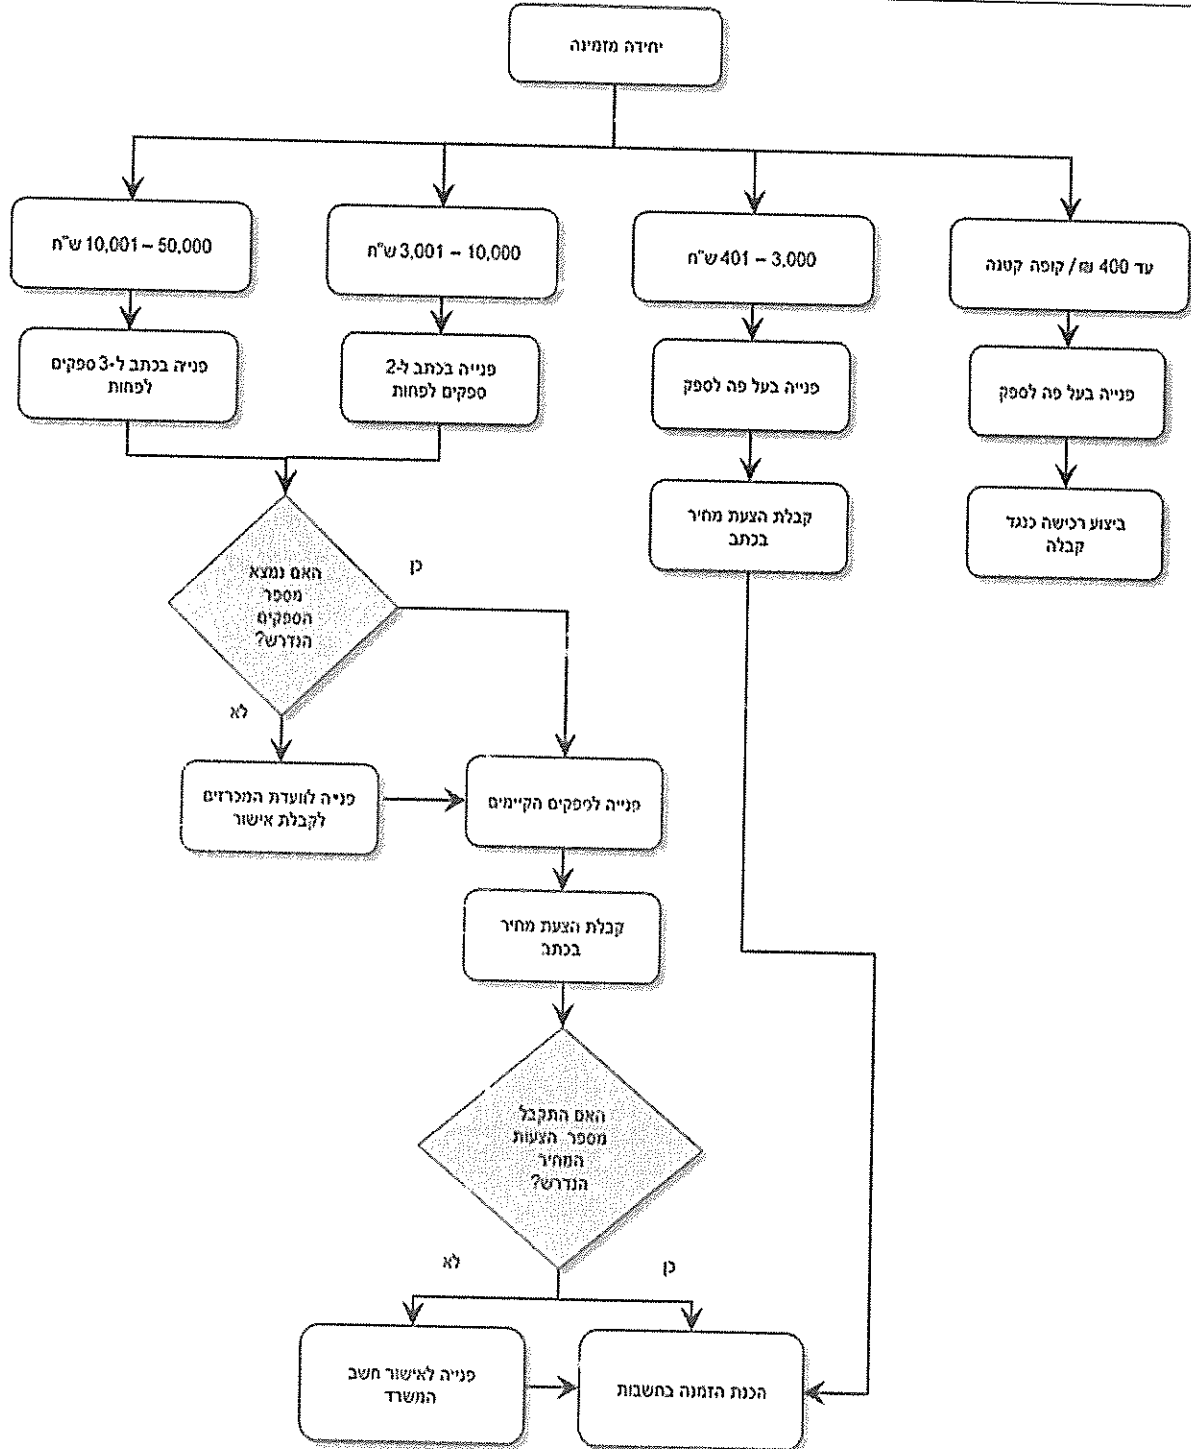 יחידה מזמינה
עד 400 ₪ / קופה קטנה
401 – 3,000 ש"ח
3,001 – 10,000 ש"ח
10,001 – 50,000 ש"ח
פנייה בעל פה לספק
פנייה בעל פה לספק
פנייה בכתב ל-2
ספקים לפחות
פנייה בכתב ל-3 ספקים
לפחות
ביצוע רכישה כנגד
קבלה
קבלת הצעת מחיר
בכתב
האם נמצא
מספר
הספקים
הנדרש?
כן
לא
פנייה לספקים הקיימים
פנייה לוועדת המכרזים
לקבלת אישור
קבלת הצעת מחיר
בכתב
האם התקבל
מספר הצעות
המחיר
הנדרש?
כן
לא
הכנת הזמנה בחשבות
פנייה לאישור חשב
המשרד